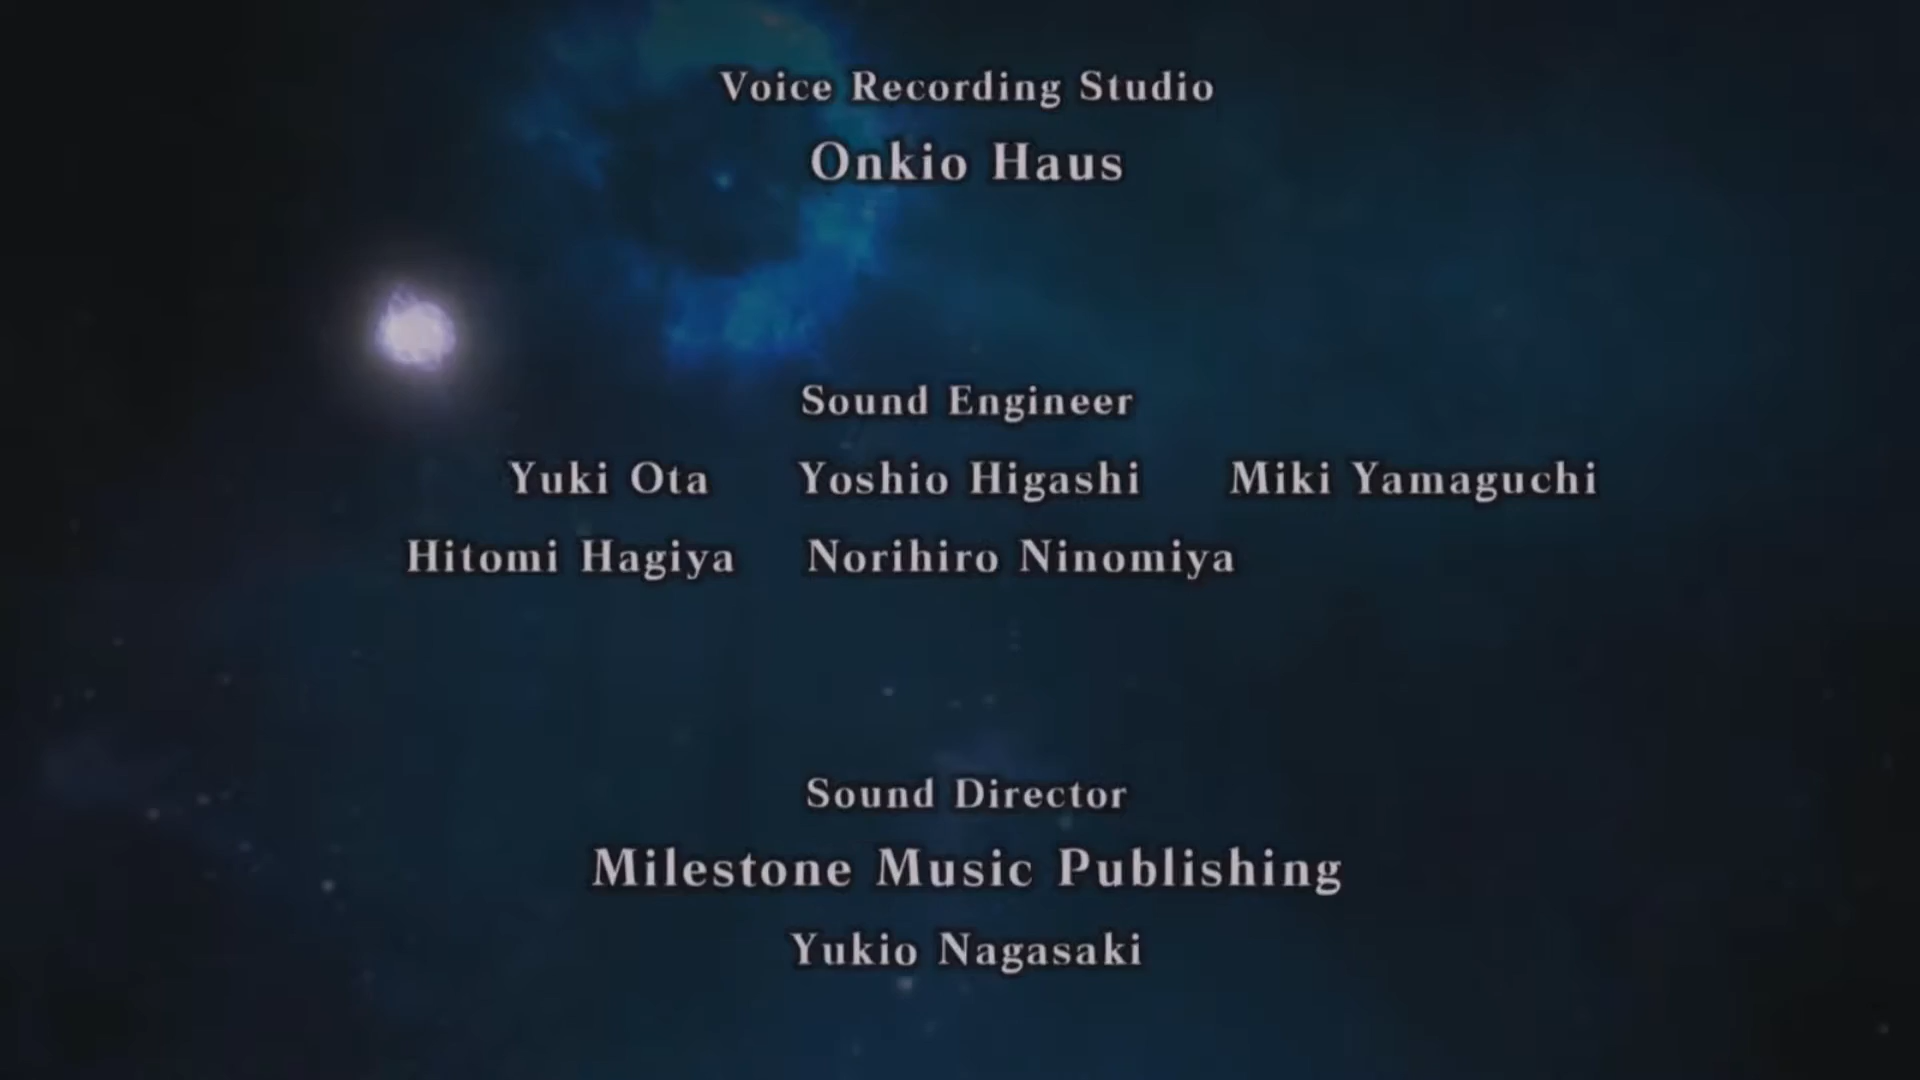 Voice Recording Studio
Onkio Haus
Sound Engineer
Yuki Ota Yoshio Higashi Miki Yamaguchi
Hitomi Hagiya Norihiro Ninomiya
Sound Director
Milestone Music Publishing
Yukio Nagasaki